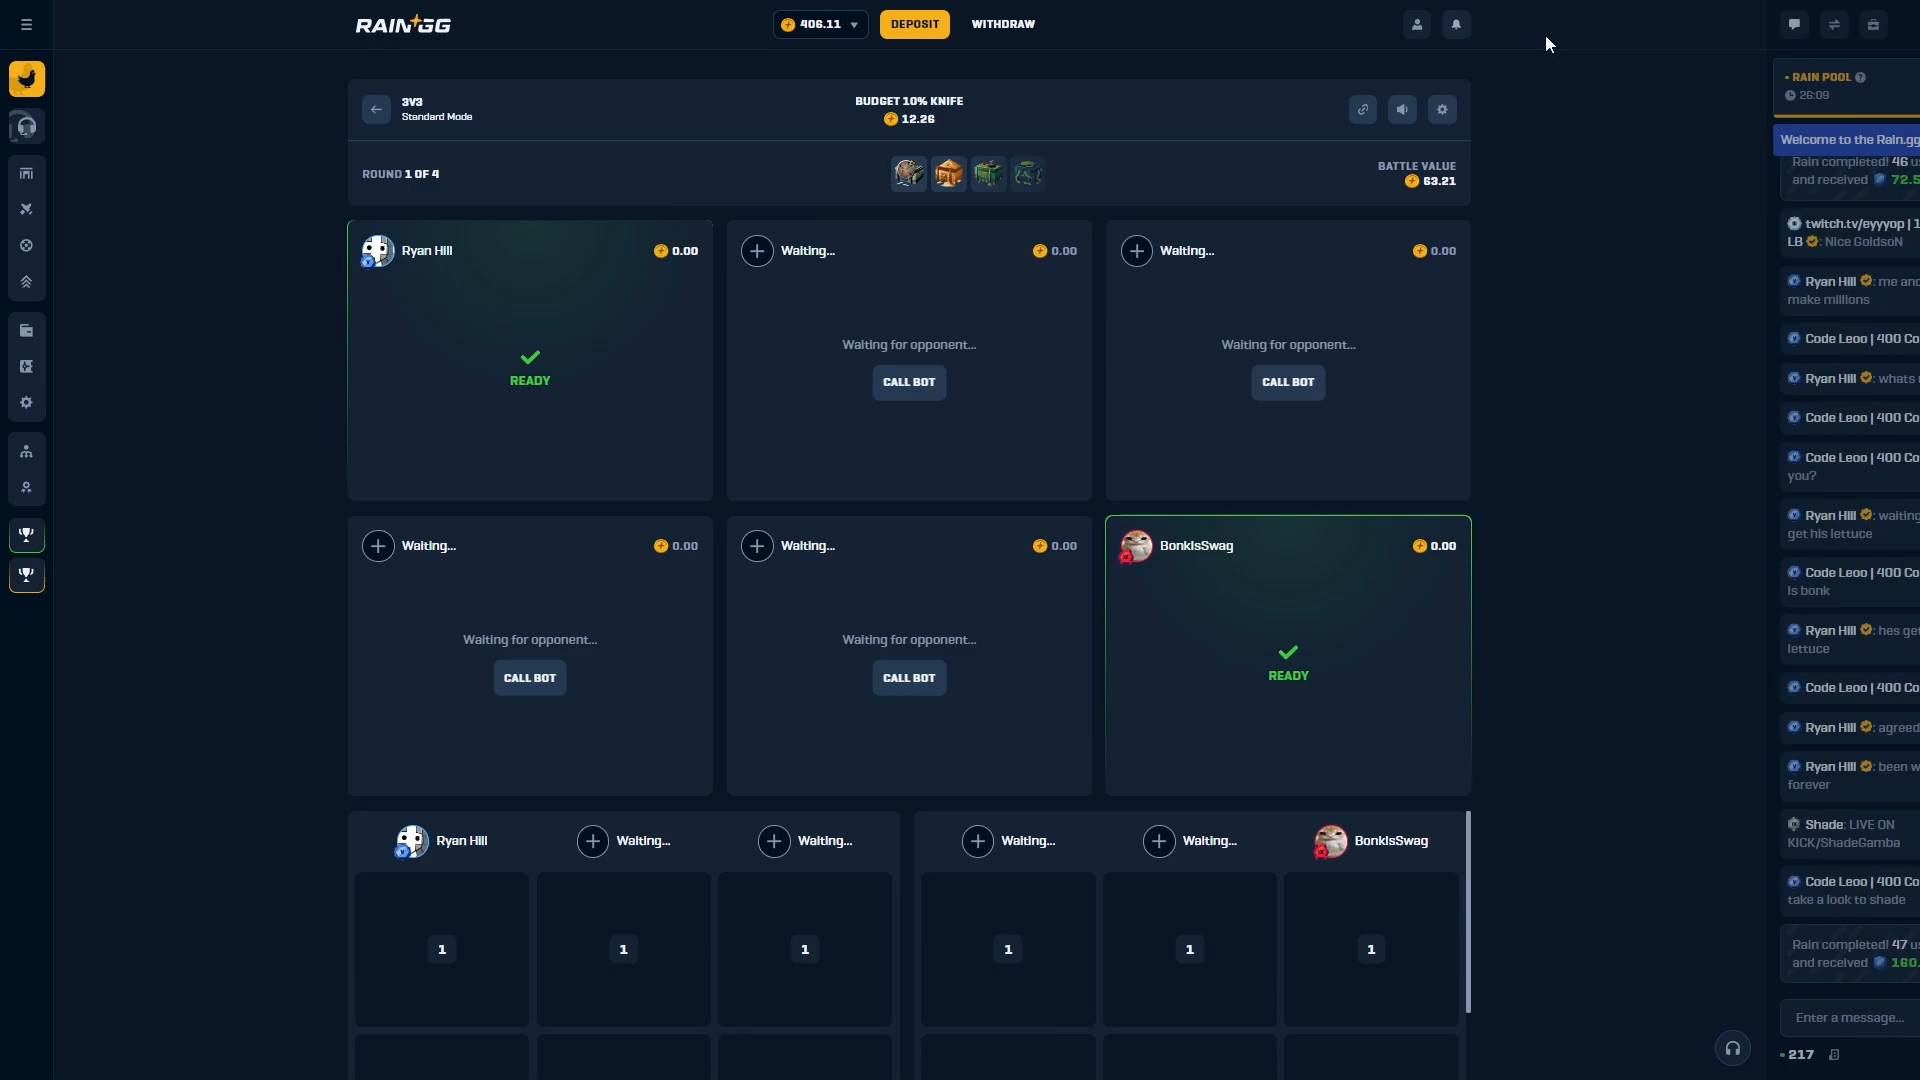 RAIN GG
406.11
DEPOSIT
WITHDRAW
3V3
Standard Mode
BUDGET 10% KNIFE
12.26
ROUND 1 OF 4
BATTLE VALUE
63.21
Ryan Hill
0.00
READY
Waiting...
0.00
Waiting for opponent...
CALL BOT
Waiting...
0.00
Waiting for opponent...
CALL BOT
Waiting...
0.00
Waiting for opponent...
CALL BOT
Waiting...
0.00
Waiting for opponent...
CALL BOT
BonkIsSwag
0.00
READY
Ryan Hill
Waiting...
Waiting...
Waiting...
Waiting...
BonkIsSwag
1
1
1
1
1
1
RAIN POOL
26:09
Welcome to the Rain.gg
Rain completed! 46 us
and received 72.5
twitch.tv/eyyyop | 1
LB: Nice GoldsoN
Ryan Hill: me and
make millions
Code Leoo | 400 Co
Ryan Hill: whats
Code Leoo | 400 Co
Code Leoo | 400 Co
you?
Ryan Hill: waiting
get his lettuce
Code Leoo | 400 Co
is bonk
Ryan Hill: hes get
lettuce
Code Leoo | 400 Co
Ryan Hill: agreed
Ryan Hill: been w
forever
Shade: LIVE ON
KICK/ShadeGamba
Code Leoo | 400 Co
take a look to shade
Rain completed! 47 us
and received 160.
Enter a message...
217